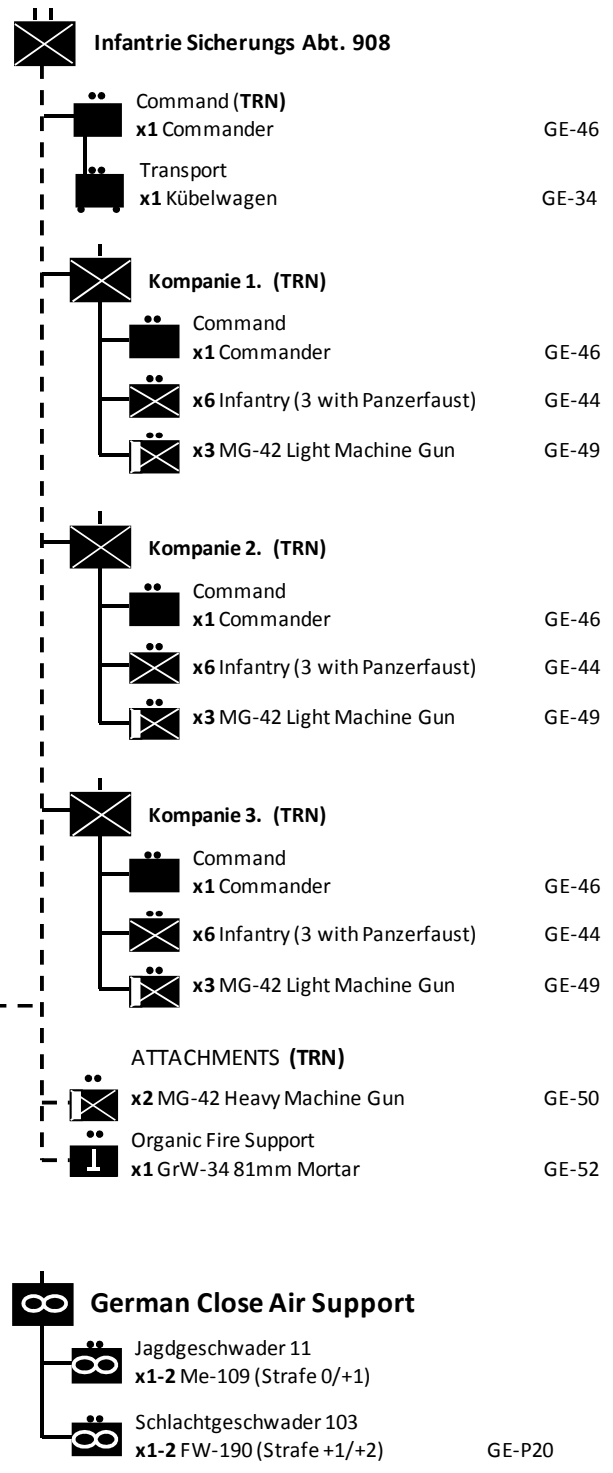 Infantrie Sicherungs Abt. 908
Command (TRN)
x1 Commander GE-46
Transport
x1 Kübelwagen GE-34
Kompanie 1. (TRN)
Command
x1 Commander GE-46
x6 Infantry (3 with Panzerfaust) GE-44
x3 MG-42 Light Machine Gun GE-49
Kompanie 2. (TRN)
Command
x1 Commander GE-46
x6 Infantry (3 with Panzerfaust) GE-44
x3 MG-42 Light Machine Gun GE-49
Kompanie 3. (TRN)
Command
x1 Commander GE-46
x6 Infantry (3 with Panzerfaust) GE-44
x3 MG-42 Light Machine Gun GE-49
ATTACHMENTS (TRN)
x2 MG-42 Heavy Machine Gun GE-50
Organic Fire Support
x1 GrW-34 81mm Mortar GE-52
German Close Air Support
Jagdgeschwader 11
x1-2 Me-109 (Strafe 0/+1)
Schlachtgeschwader 103
x1-2 FW-190 (Strafe +1/+2) GE-P20